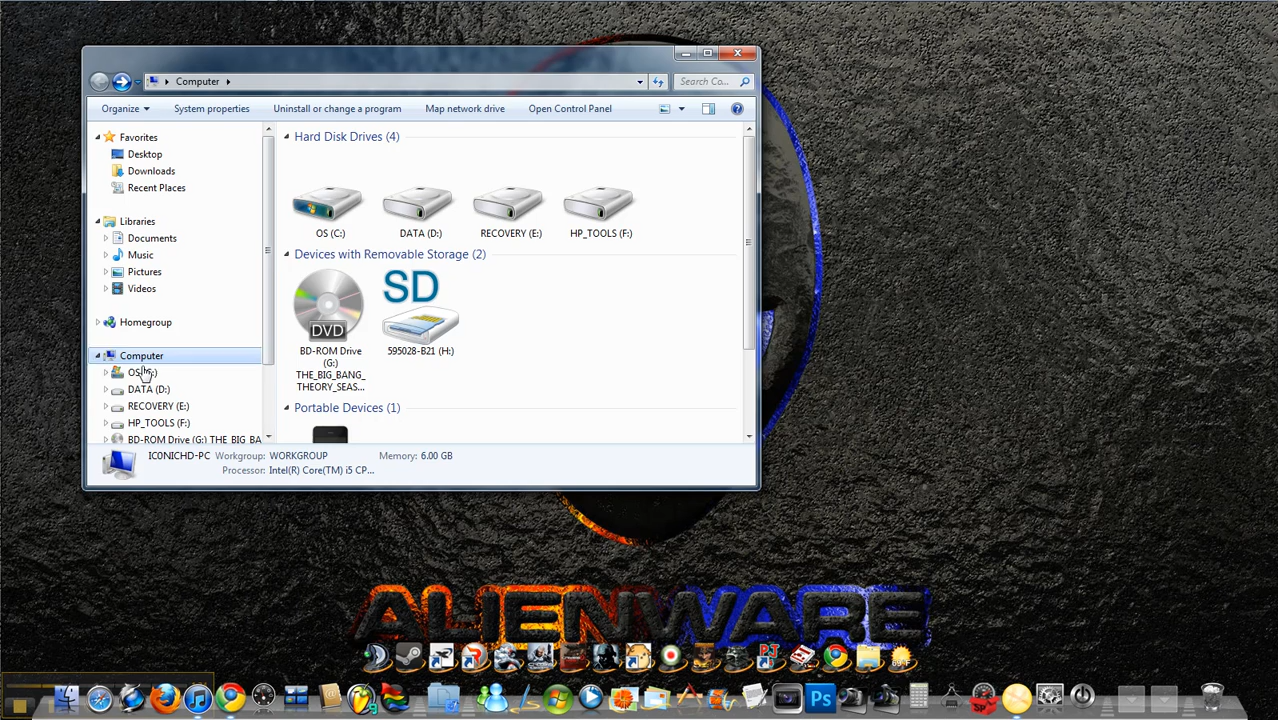 Computer
Search Co...
Organize
System properties
Uninstall or change a program
Map network drive
Open Control Panel
Favorites
Desktop
Downloads
Recent Places
Libraries
Documents
Music
Pictures
Videos
Homegroup
Computer
OS (C:)
DATA (D:)
RECOVERY (E:)
HP_TOOLS (F:)
BD-ROM Drive (G:) THE_BIG_BA
Hard Disk Drives (4)
OS (C:)
DATA (D:)
RECOVERY (E:)
HP_TOOLS (F:)
Devices with Removable Storage (2)
SD
DVD
BD-ROM Drive
(G:)
THE_BIG_BANG_
THEORY_SEAS...
595028-B21 (H:)
Portable Devices (1)
IC0NICHD-PC
Workgroup: WORKGROUP
Memory: 6.00 GB
Processor: Intel(R) Core(TM) i5 CP...
ALIENWARE
PJ
Ps